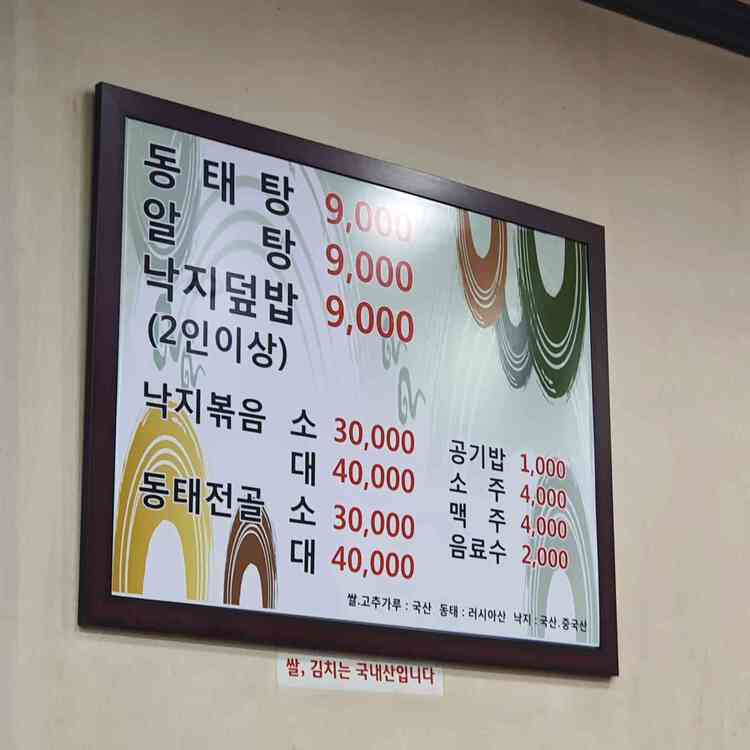 동태탕 9,000
알탕 9,000
낙지덮밥 9,000
(2인이상)
낙지볶음 소 30,000
대 40,000
동태전골 소 30,000
대 40,000
공기밥 1,000
소주 4,000
맥주 4,000
음료수 2,000
쌀.고추가루 : 국산 동태 : 러시아산 낙지 : 국산.중국산
쌀, 김치는 국내산입니다